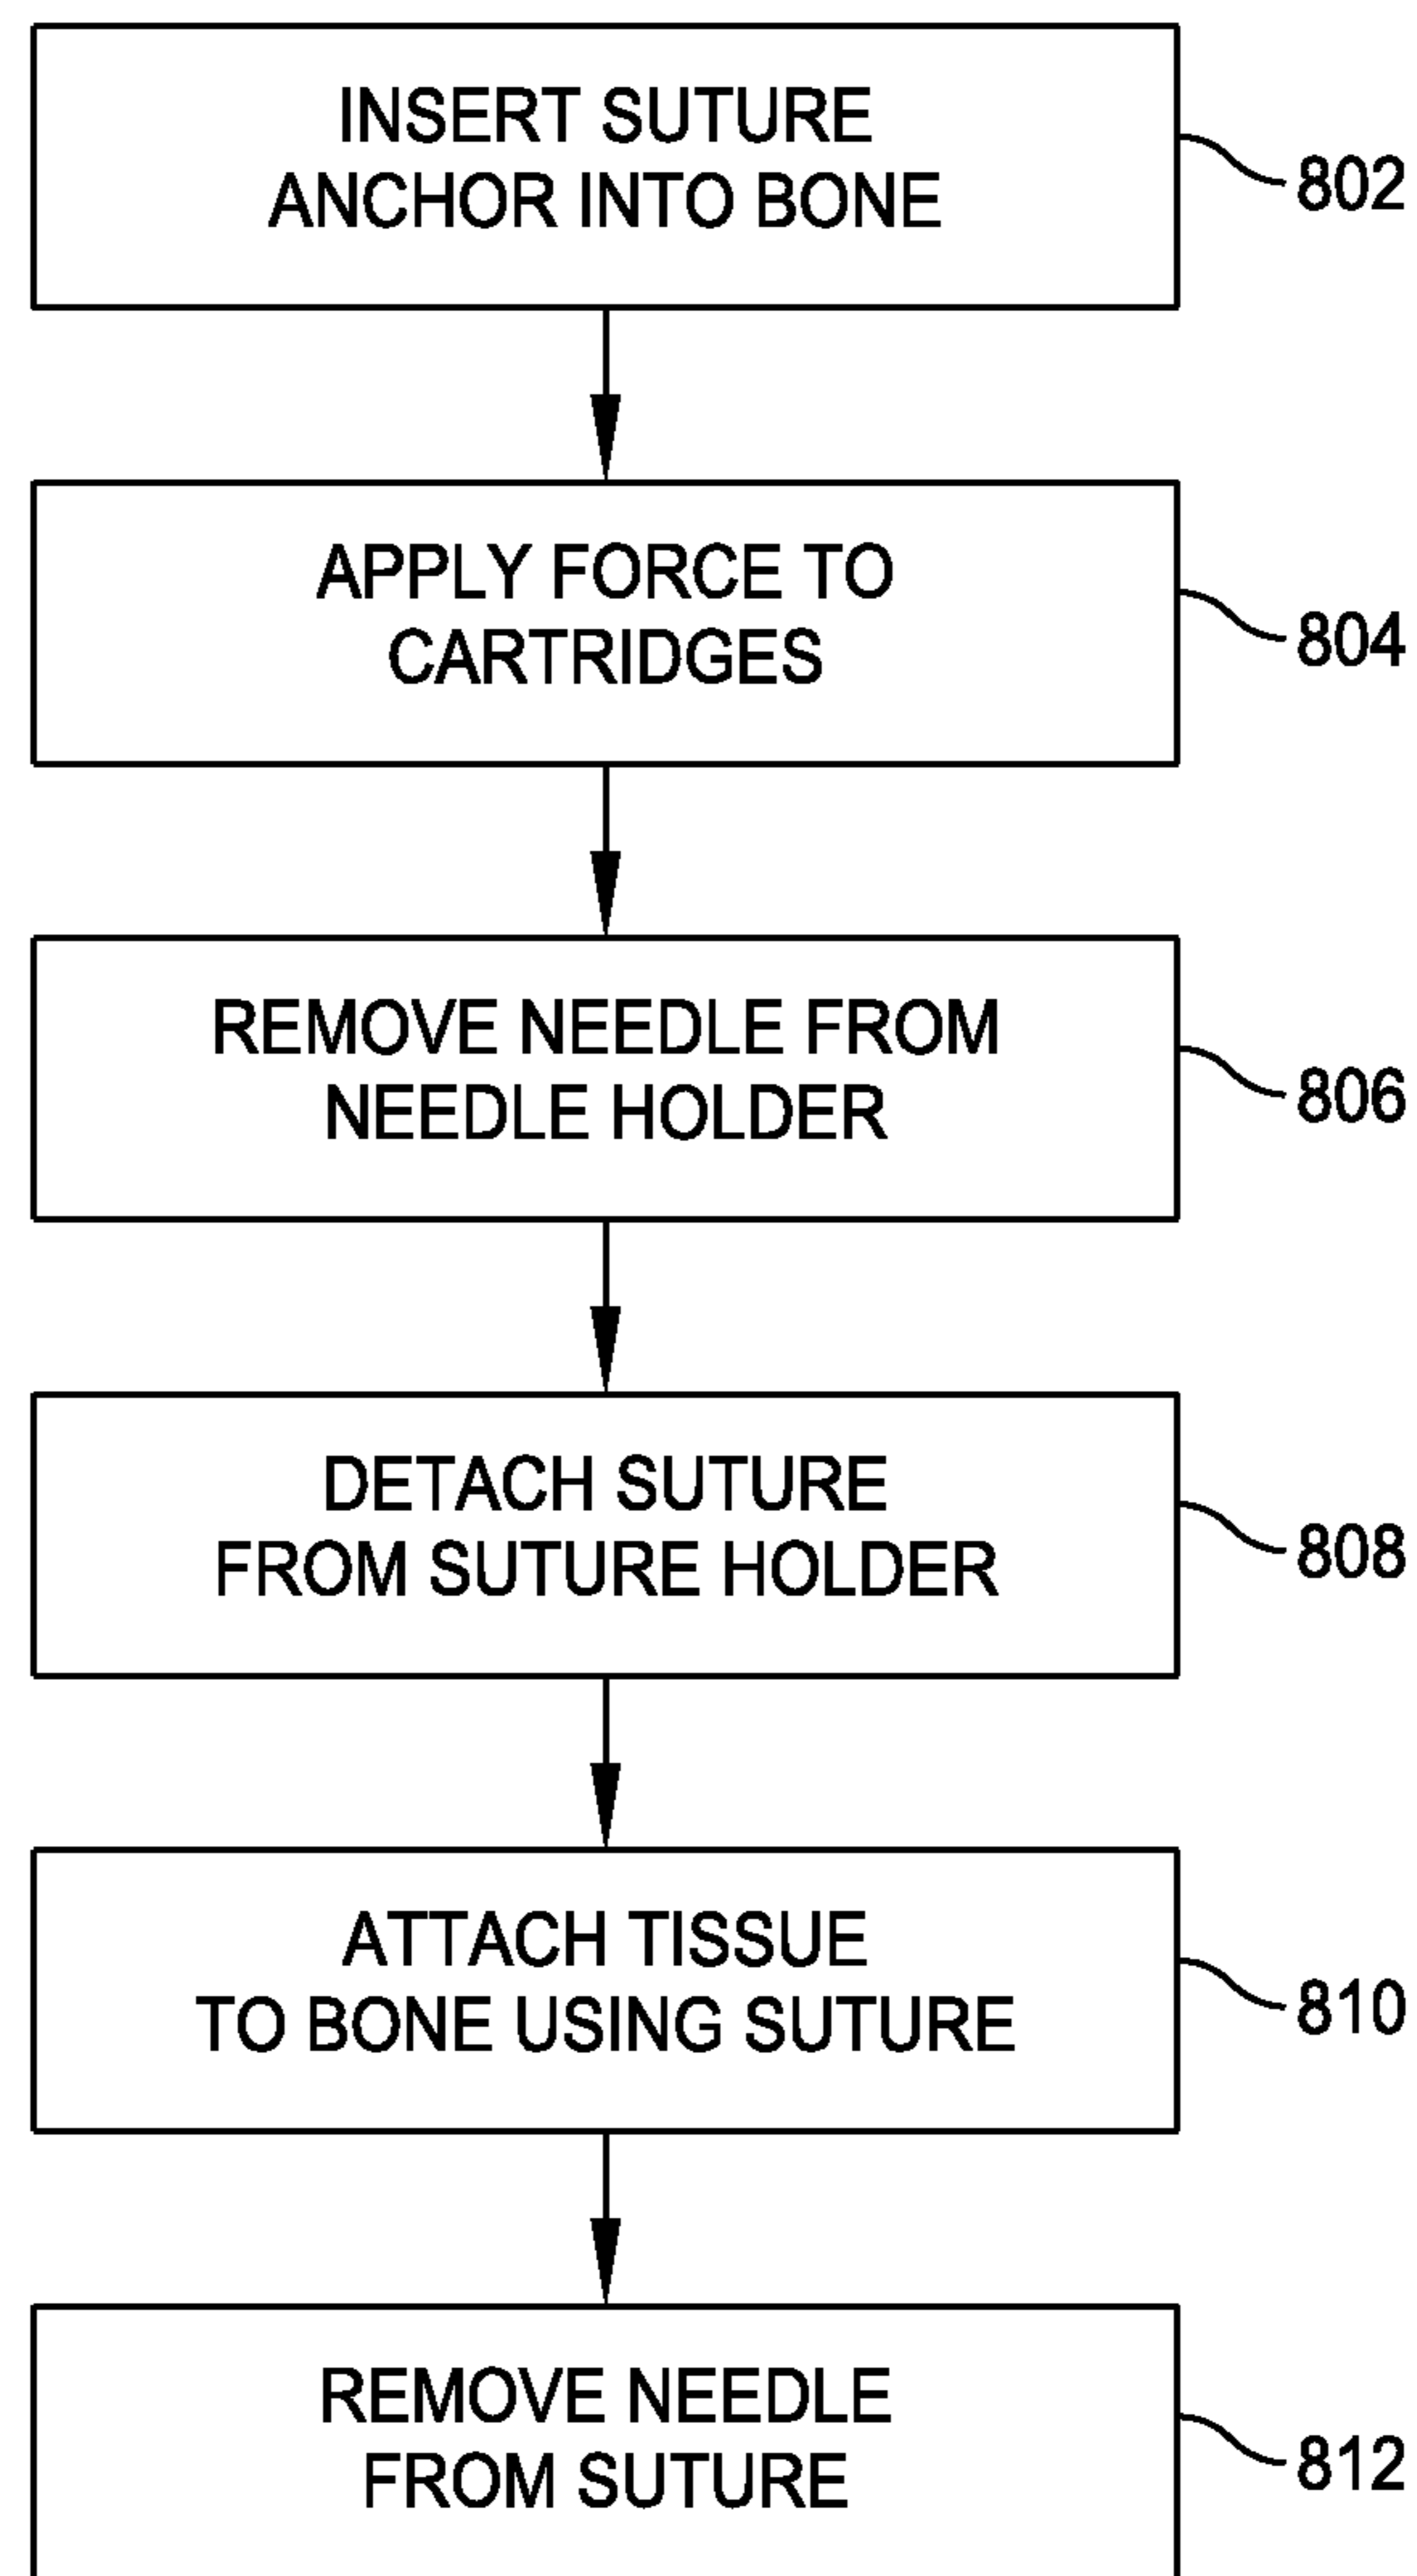 INSERT SUTURE
ANCHOR INTO BONE
802
APPLY FORCE TO
CARTRIDGES
804
REMOVE NEEDLE FROM
NEEDLE HOLDER
806
DETACH SUTURE
FROM SUTURE HOLDER
808
ATTACH TISSUE
TO BONE USING SUTURE
810
REMOVE NEEDLE
FROM SUTURE
812